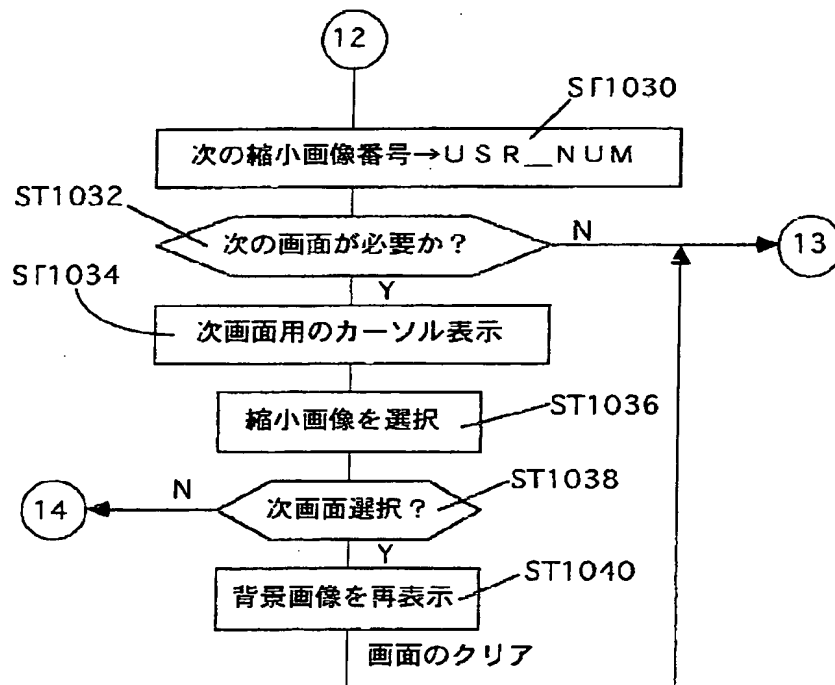 12
ST1030
次の縮小画像番号→USR__NUM
ST1032
次の画面が必要か?
N
13
ST1034
Y
次画面用のカーソル表示
縮小画像を選択
ST1036
N
次画面選択?
ST1038
14
Y
背景画像を再表示
ST1040
画面のクリア